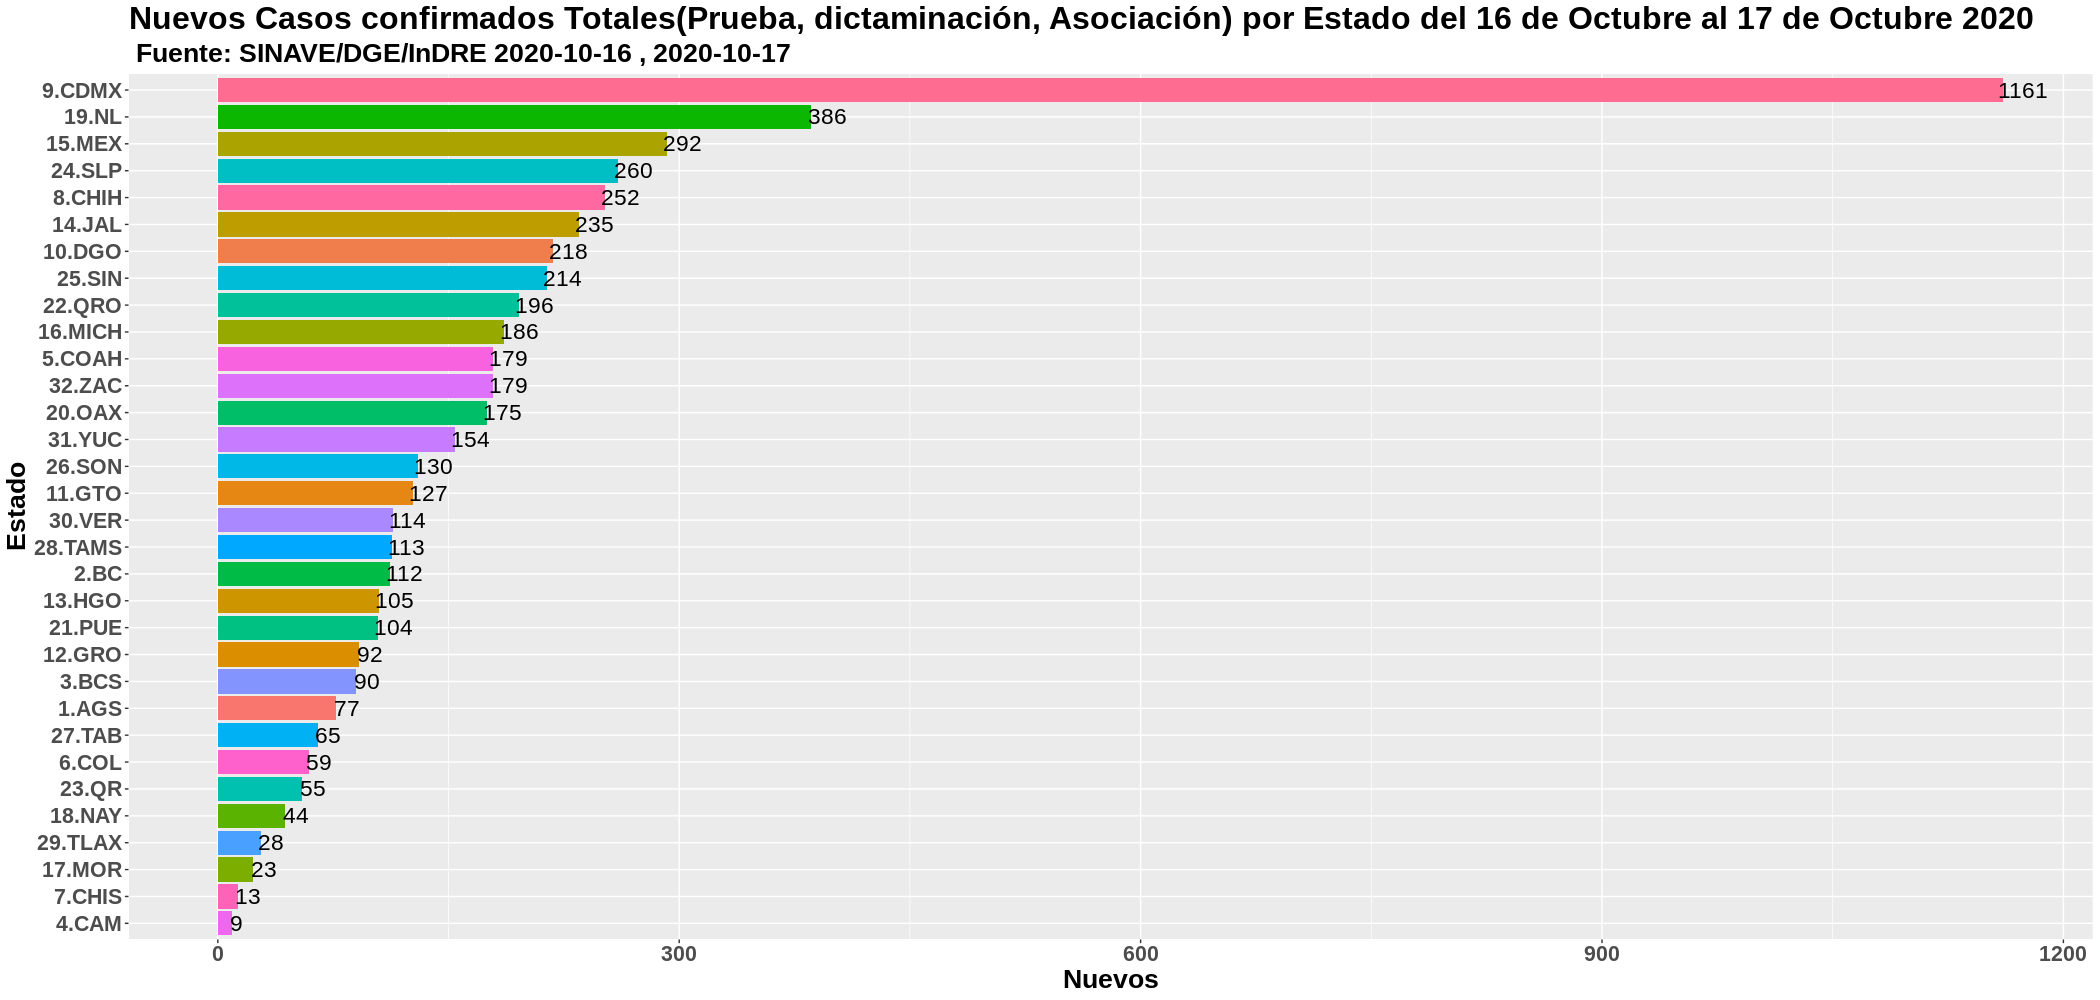 Nuevos Casos confirmados Totales(Prueba, dictaminación, Asociación) por Estado del 16 de Octubre al 17 de Octubre 2020
Fuente: SINAVE/DGE/InDRE 2020-10-16 , 2020-10-17
Estado
9.CDMX 1161
19.NL 386
15.MEX 292
24.SLP 260
8.CHIH 252
14.JAL 235
10.DGO 218
25.SIN 214
22.QRO 196
16.MICH 186
5.COAH 179
32.ZAC 179
20.OAX 175
31.YUC 154
26.SON 130
11.GTO 127
30.VER 114
28.TAMS 113
2.BC 112
13.HGO 105
21.PUE 104
12.GRO 92
3.BCS 90
1.AGS 77
27.TAB 65
6.COL 59
23.QR 55
18.NAY 44
29.TLAX 28
17.MOR 23
7.CHIS 13
4.CAM 9
0 300 600 900 1200
Nuevos